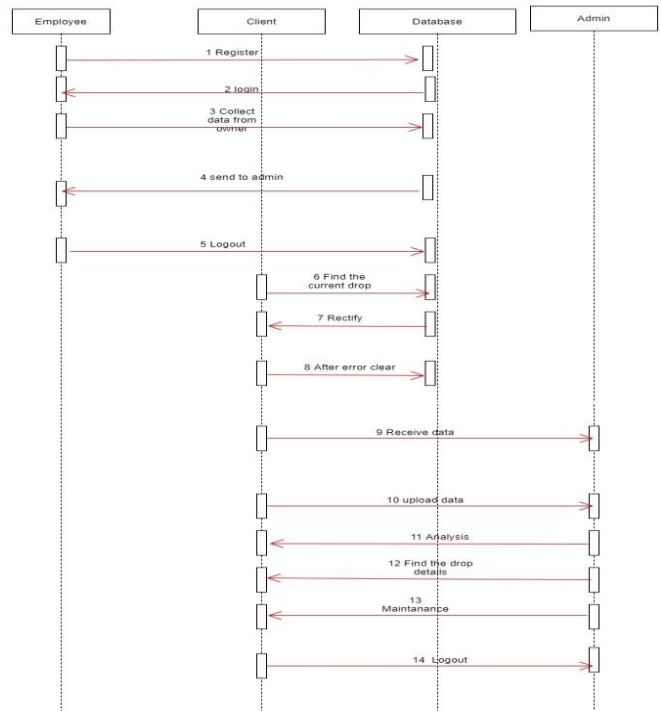 Employee
Client
Database
Admin
1 Register
2 login
3 Collect
data from
owner
4 send to admin
5 Logout
6 Find the
current drop
7 Rectify
8 After error clear
9 Receive data
10 upload data
11 Analysis
12 Find the drop
details
13
Maintanance
14 Logout